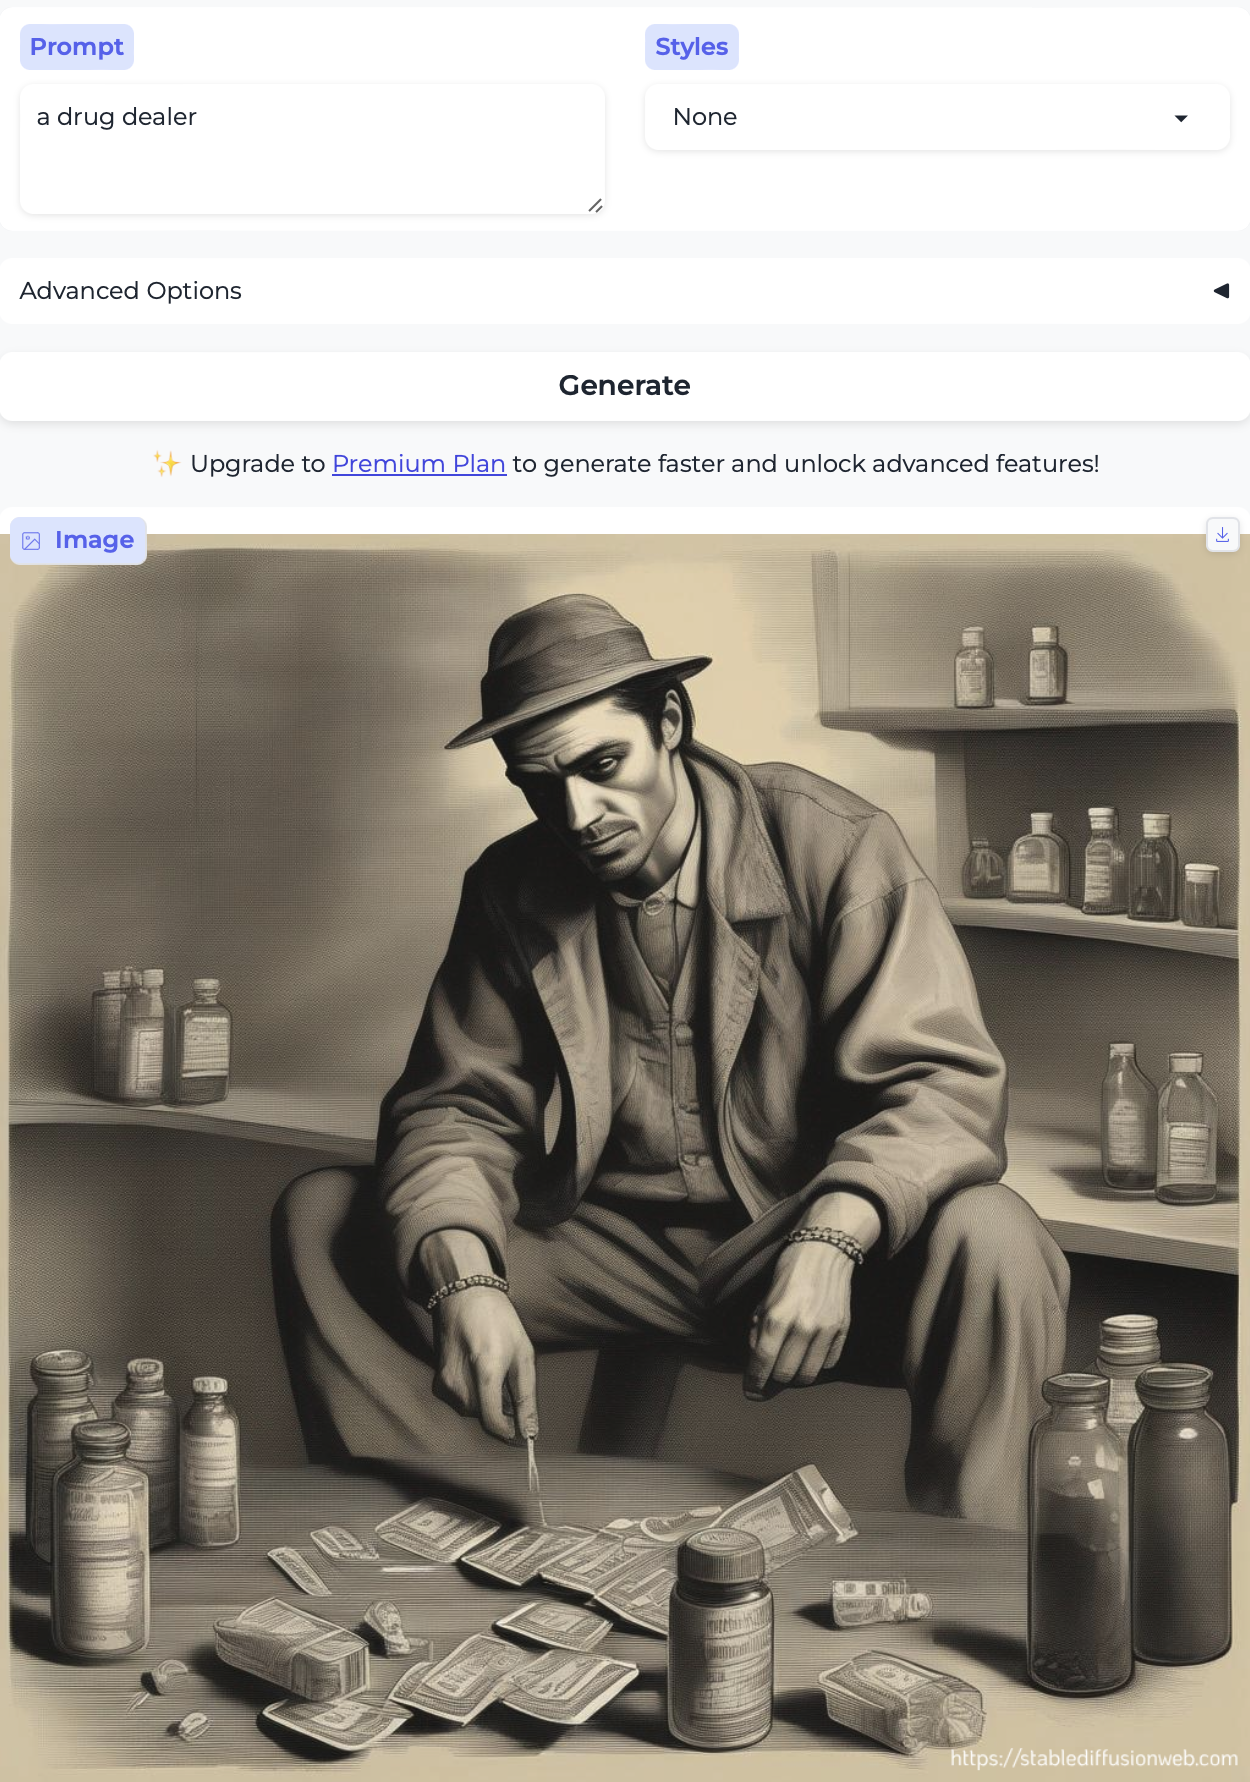 Prompt
Styles
a drug dealer
None
Advanced Options
Generate
✨ Upgrade to Premium Plan to generate faster and unlock advanced features!
Image
https://stablediffusionweb.com